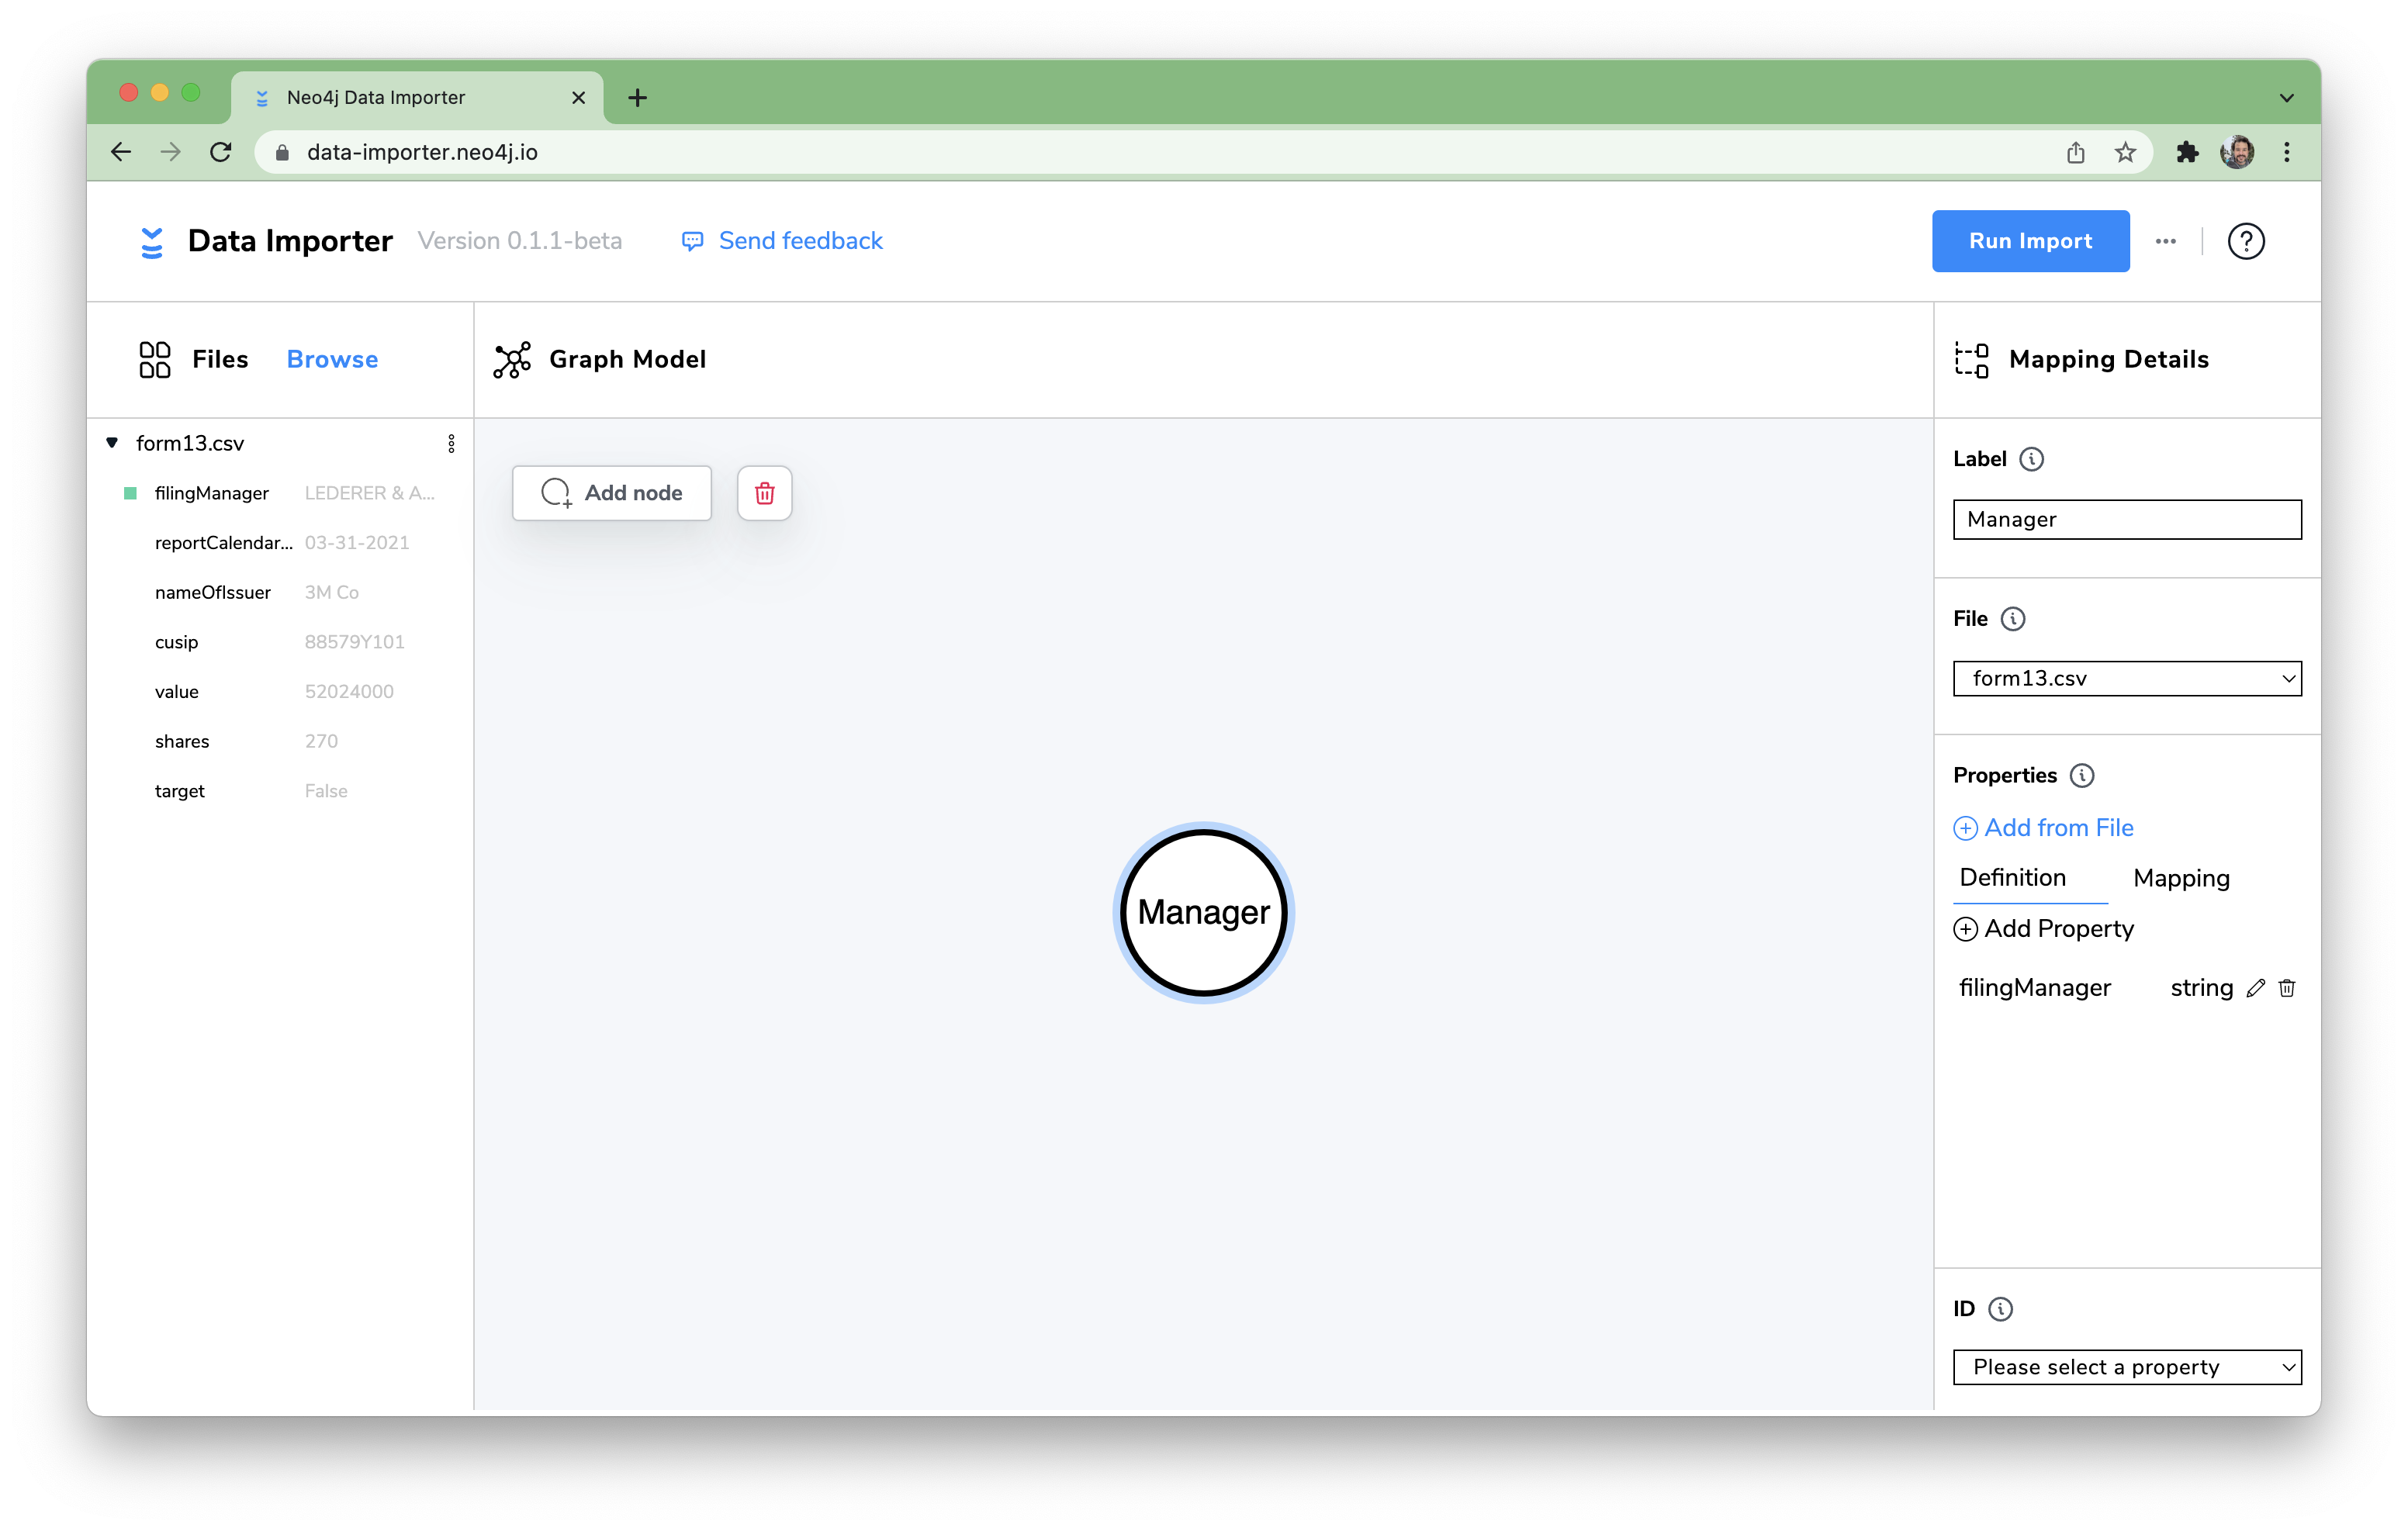 Neo4j Data Importer
data-importer.neo4j.io
Data Importer Version 0.1.1-beta Send feedback Run Import
Files Browse
Graph Model
Mapping Details
form13.csv
filingManager LEDERER & A...
reportCalendar... 03-31-2021
nameOfIssuer 3M Co
cusip 88579Y101
value 52024000
shares 270
target False
Add node
Manager
Label
Manager
File
form13.csv
Properties
Add from File
Definition Mapping
Add Property
filingManager string
ID
Please select a property